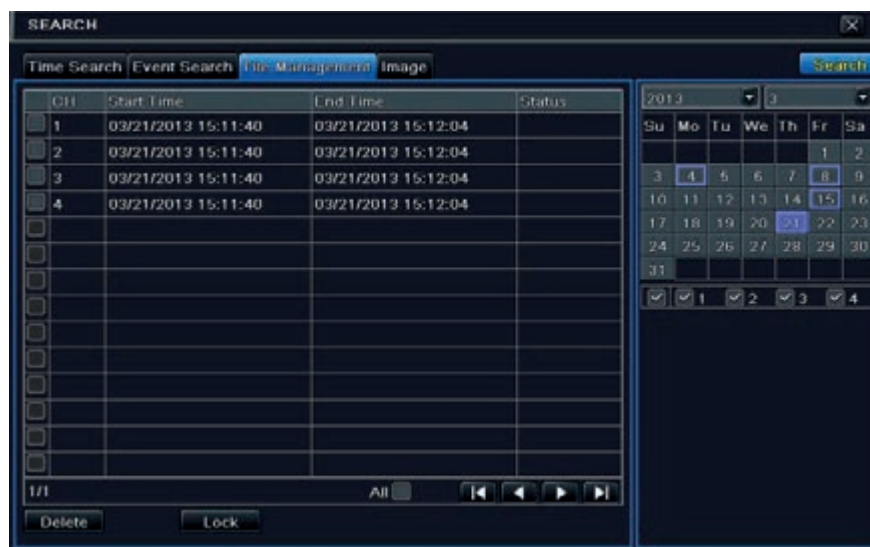 SEARCH
Time Search Event Search File Management Image Search
CH Start Time End Time Status
1 03/21/2013 15:11:40 03/21/2013 15:12:04
2 03/21/2013 15:11:40 03/21/2013 15:12:04
3 03/21/2013 15:11:40 03/21/2013 15:12:04
4 03/21/2013 15:11:40 03/21/2013 15:12:04
1/1 All
Delete Lock
2013 3
Su Mo Tu We Th Fr Sa
1 2
3 4 5 6 7 8 9
10 11 12 13 14 15 16
17 18 19 20 21 22 23
24 25 26 27 28 29 30
31
1 2 3 4